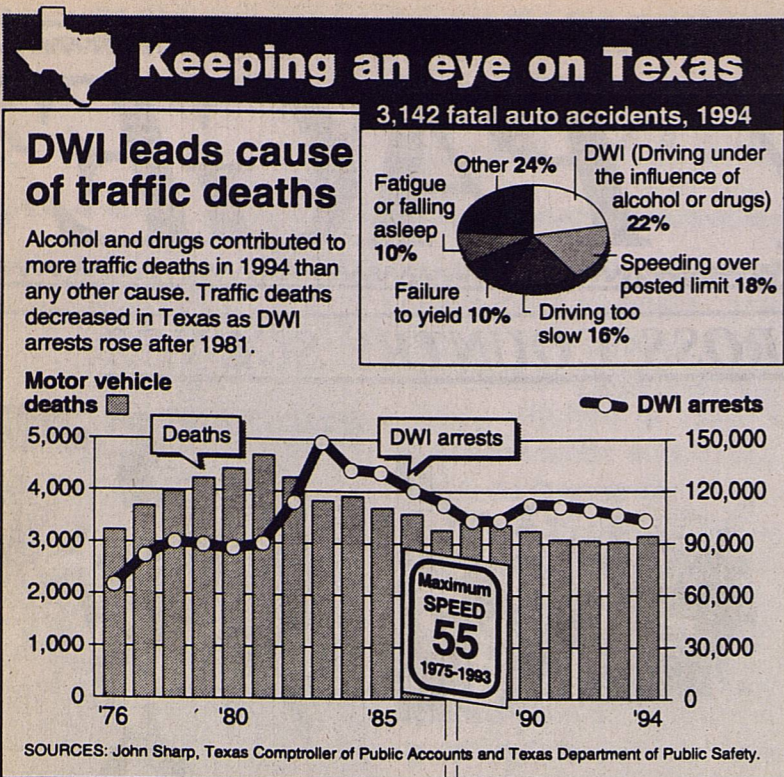 Keeping an eye on Texas
DWI leads cause
of traffic deaths
Alcohol and drugs contributed to
more traffic deaths in 1994 than
any other cause. Traffic deaths
decreased in Texas as DWI
arrests rose after 1981.
3,142 fatal auto accidents, 1994
Other 24%
DWI (Driving under
the influence of
alcohol or drugs)
22%
Fatigue
or falling
asleep
10%
Speeding over
posted limit 18%
Failure
to yield 10%
Driving too
slow 16%
Motor vehicle
deaths
DWI arrests
Deaths
DWI arrests
5,000
4,000
3,000
2,000
1,000
0
150,000
120,000
90,000
60,000
30,000
0
Maximum
SPEED
55
1975-1993
'76
'80
'85
'90
'94
SOURCES: John Sharp, Texas Comptroller of Public Accounts and Texas Department of Public Safety.